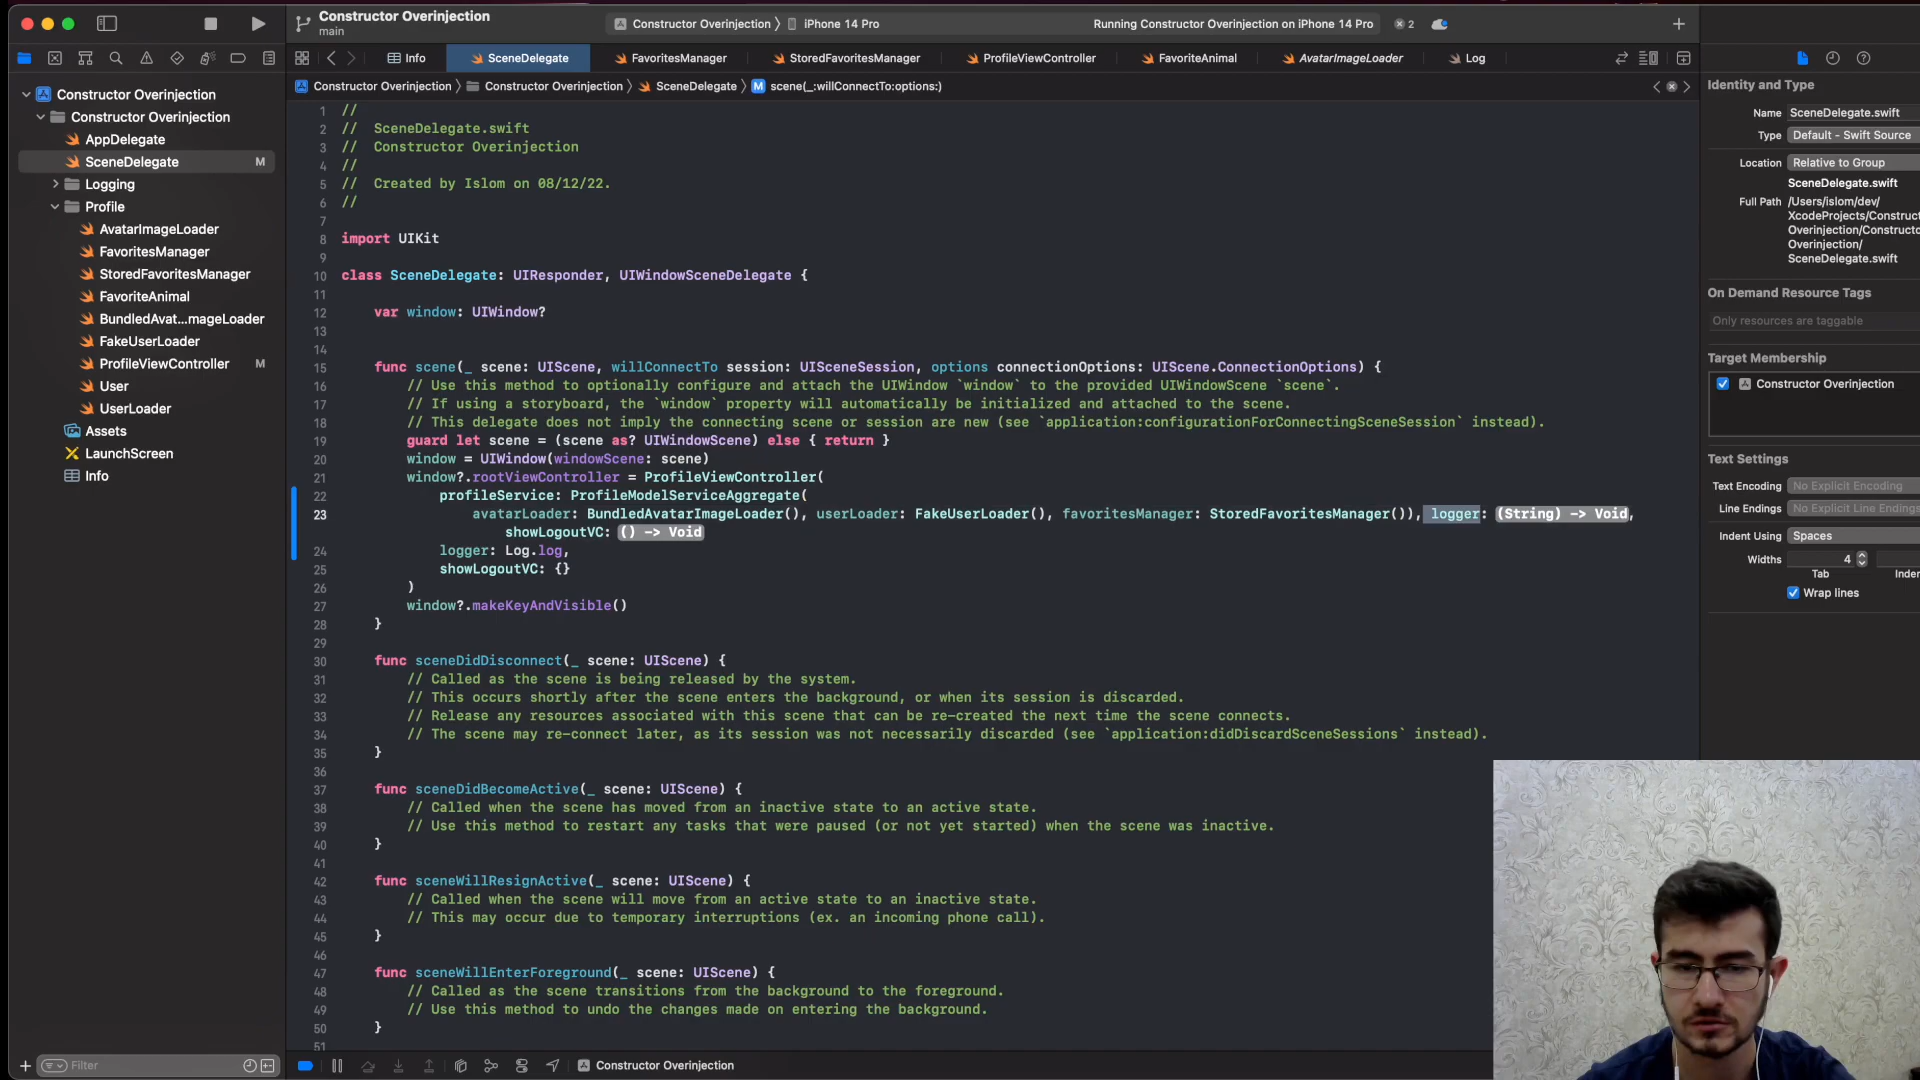 Constructor Overinjection
main
Constructor Overinjection
iPhone 14 Pro
Running Constructor Overinjection on iPhone 14 Pro
2
Info
SceneDelegate
FavoritesManager
StoredFavoritesManager
ProfileViewController
FavoriteAnimal
AvatarImageLoader
Log
Constructor Overinjection
Constructor Overinjection
SceneDelegate
M scene(_:willConnectTo:options:)
Constructor Overinjection
Constructor Overinjection
AppDelegate
SceneDelegate M
Logging
Profile
AvatarImageLoader
FavoritesManager
StoredFavoritesManager
FavoriteAnimal
BundledAvat...mageLoader
FakeUserLoader
ProfileViewController M
User
UserLoader
Assets
LaunchScreen
Info
Filter
1 //
2 // SceneDelegate.swift
3 // Constructor Overinjection
4 //
5 // Created by Islom on 08/12/22.
6 //
7
8 import UIKit
9
10 class SceneDelegate: UIResponder, UIWindowSceneDelegate {
11
12 var window: UIWindow?
13
14
15 func scene(_ scene: UIScene, willConnectTo session: UISceneSession, options connectionOptions: UIScene.ConnectionOptions) {
16 // Use this method to optionally configure and attach the UIWindow `window` to the provided UIWindowScene `scene`.
17 // If using a storyboard, the `window` property will automatically be initialized and attached to the scene.
18 // This delegate does not imply the connecting scene or session are new (see `application:configurationForConnectingSceneSession` instead).
19 guard let scene = (scene as? UIWindowScene) else { return }
20 window = UIWindow(windowScene: scene)
21 window?.rootViewController = ProfileViewController(
22 profileService: ProfileModelServiceAggregate(
23 avatarLoader: BundledAvatarImageLoader(), userLoader: FakeUserLoader(), favoritesManager: StoredFavoritesManager()), logger: (String) -> Void,
showLogoutVC: () -> Void
24 logger: Log.log,
25 showLogoutVC: {}
26 )
27 window?.makeKeyAndVisible()
28 }
29
30 func sceneDidDisconnect(_ scene: UIScene) {
31 // Called as the scene is being released by the system.
32 // This occurs shortly after the scene enters the background, or when its session is discarded.
33 // Release any resources associated with this scene that can be re-created the next time the scene connects.
34 // The scene may re-connect later, as its session was not necessarily discarded (see `application:didDiscardSceneSessions` instead).
35 }
36
37 func sceneDidBecomeActive(_ scene: UIScene) {
38 // Called when the scene has moved from an inactive state to an active state.
39 // Use this method to restart any tasks that were paused (or not yet started) when the scene was inactive.
40 }
41
42 func sceneWillResignActive(_ scene: UIScene) {
43 // Called when the scene will move from an active state to an inactive state.
44 // This may occur due to temporary interruptions (ex. an incoming phone call).
45 }
46
47 func sceneWillEnterForeground(_ scene: UIScene) {
48 // Called as the scene transitions from the background to the foreground.
49 // Use this method to undo the changes made on entering the background.
50 }
51
Constructor Overinjection
Identity and Type
Name SceneDelegate.swift
Type Default - Swift Source
Location Relative to Group
SceneDelegate.swift
Full Path /Users/islom/dev/
XcodeProjects/Construct
Overinjection/Constructo
Overinjection/
SceneDelegate.swift
On Demand Resource Tags
Only resources are taggable
Target Membership
Constructor Overinjection
Text Settings
Text Encoding No Explicit Encoding
Line Endings No Explicit Line Endings
Indent Using Spaces
Widths 4
Tab Inden
Wrap lines